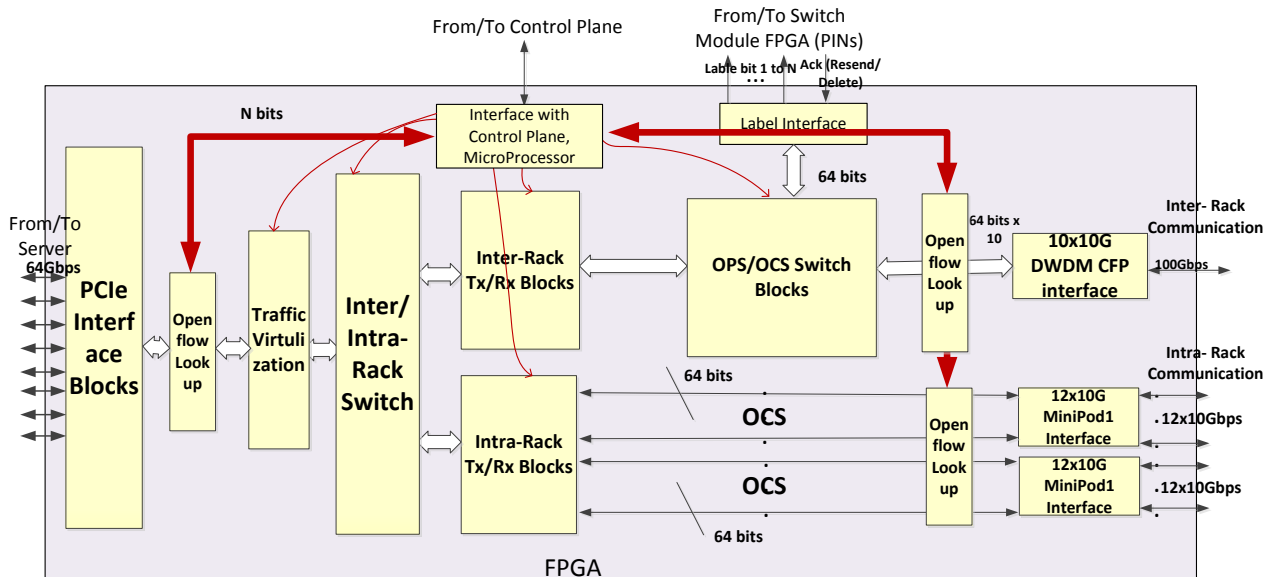 From/To Control Plane
From/To Switch
Module FPGA (PINs)
Lable bit 1 to N
...
Ack (Resend/
Delete)
N bits
Interface with
Control Plane,
MicroProcessor
Label Interface
64 bits
From/To
Server
64Gbps
PCIe
Interf
ace
Blocks
Open
flow
Look
up
Traffic
Virtuli
zation
Inter/
Intra-
Rack
Switch
Inter-Rack
Tx/Rx Blocks
OPS/OCS Switch
Blocks
Open
flow
Look
up
64 bits x
10
10x10G
DWDM CFP
interface
Inter- Rack
Communication
100Gbps
Intra-Rack
Tx/Rx Blocks
64 bits
OCS
OCS
64 bits
Open
flow
Look
up
12x10G
MiniPod1
Interface
12x10G
MiniPod1
Interface
Intra- Rack
Communication
12x10Gbps
12x10Gbps
FPGA